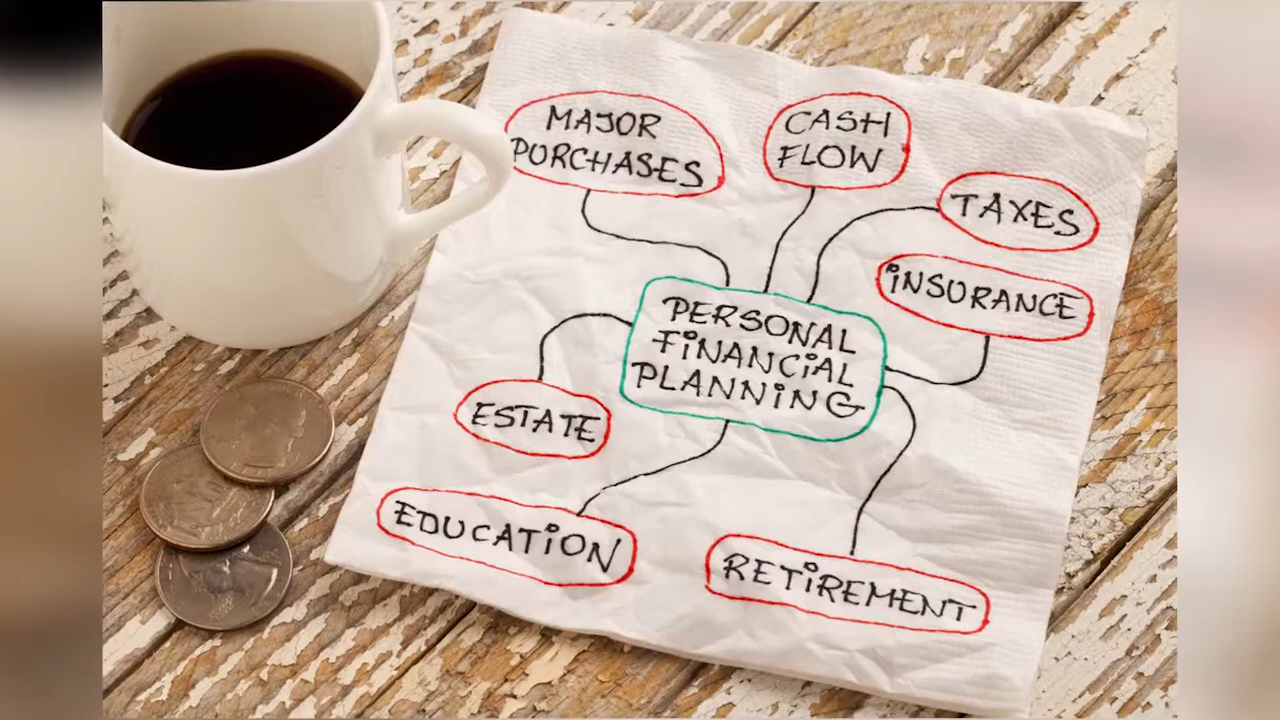 MAJOR
PURCHASES
CASH
FLOW
TAXES
INSURANCE
PERSONAL
FINANCIAL
PLANNING
ESTATE
EDUCATION
RETIREMENT